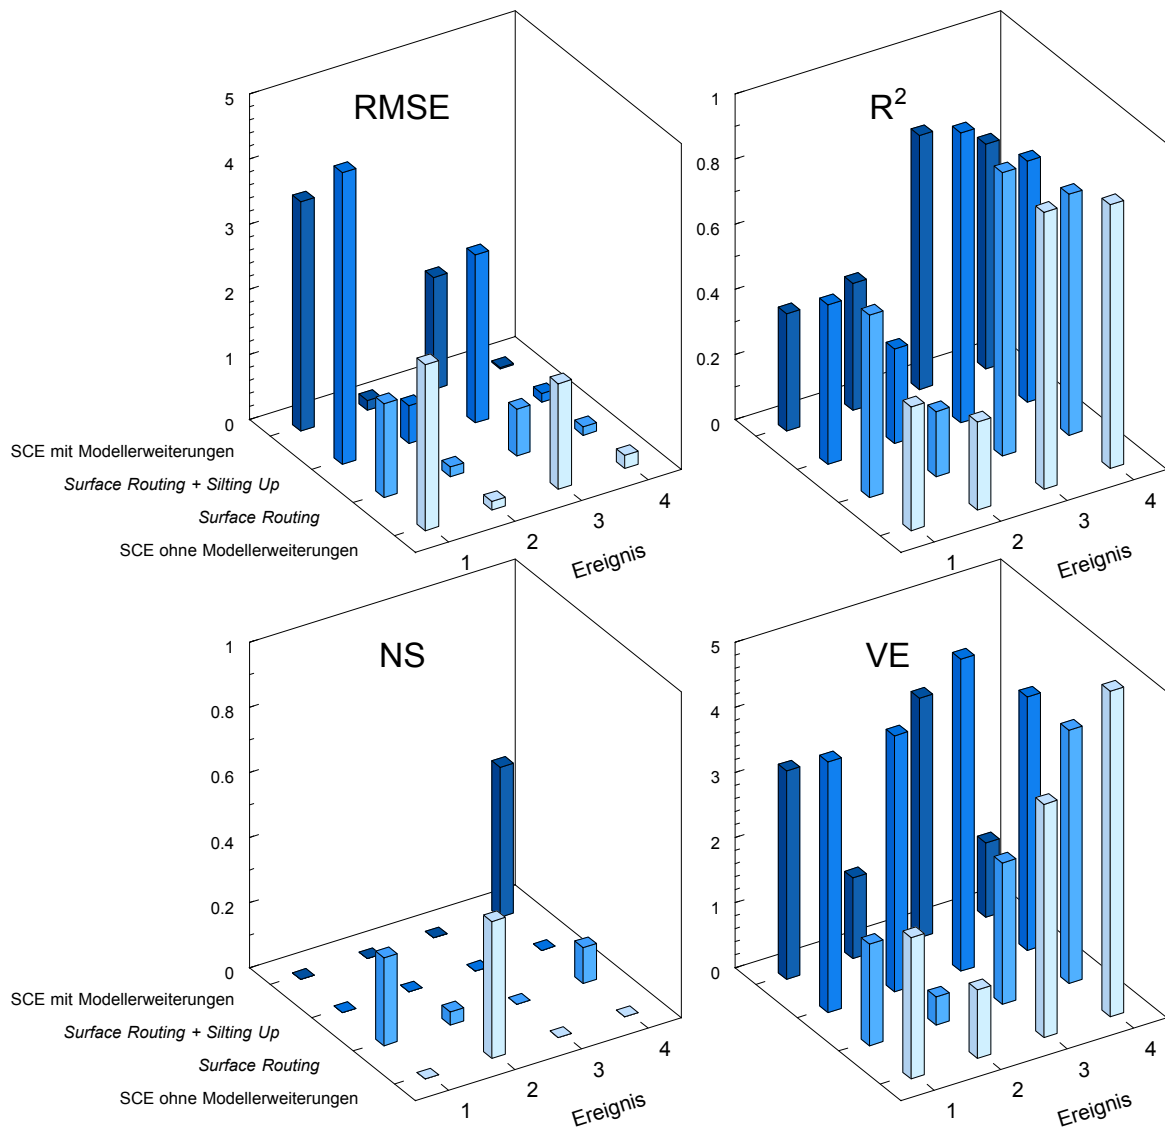 RMSE
5
4
3
2
1
0
SCE mit Modellerweiterungen
Surface Routing + Silting Up
Surface Routing
SCE ohne Modellerweiterungen
1
2
3
4
Ereignis
R²
1
0.8
0.6
0.4
0.2
0
1
2
3
4
Ereignis
NS
1
0.8
0.6
0.4
0.2
0
SCE mit Modellerweiterungen
Surface Routing + Silting Up
Surface Routing
SCE ohne Modellerweiterungen
1
2
3
4
Ereignis
VE
5
4
3
2
1
0
1
2
3
4
Ereignis